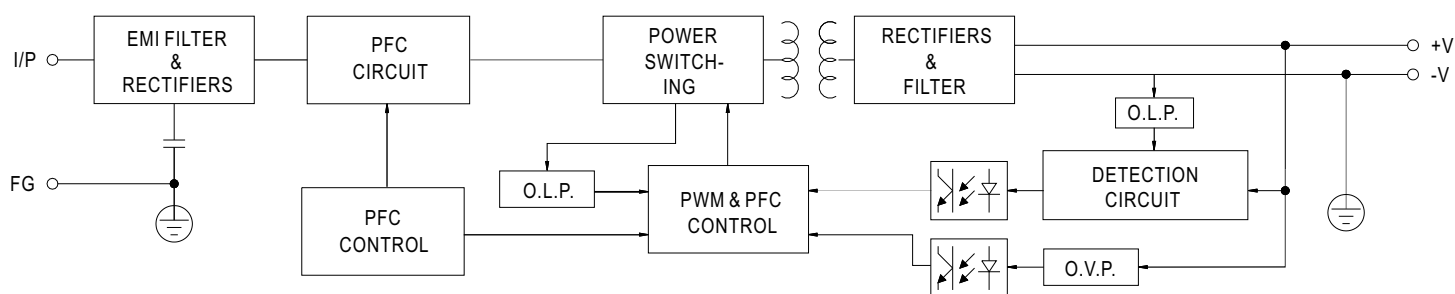 I/P
EMI FILTER
&
RECTIFIERS
PFC
CIRCUIT
POWER
SWITCH-
ING
RECTIFIERS
&
FILTER
+V
-V
O.L.P.
FG
O.L.P.
PFC
CONTROL
PWM & PFC
CONTROL
DETECTION
CIRCUIT
O.V.P.